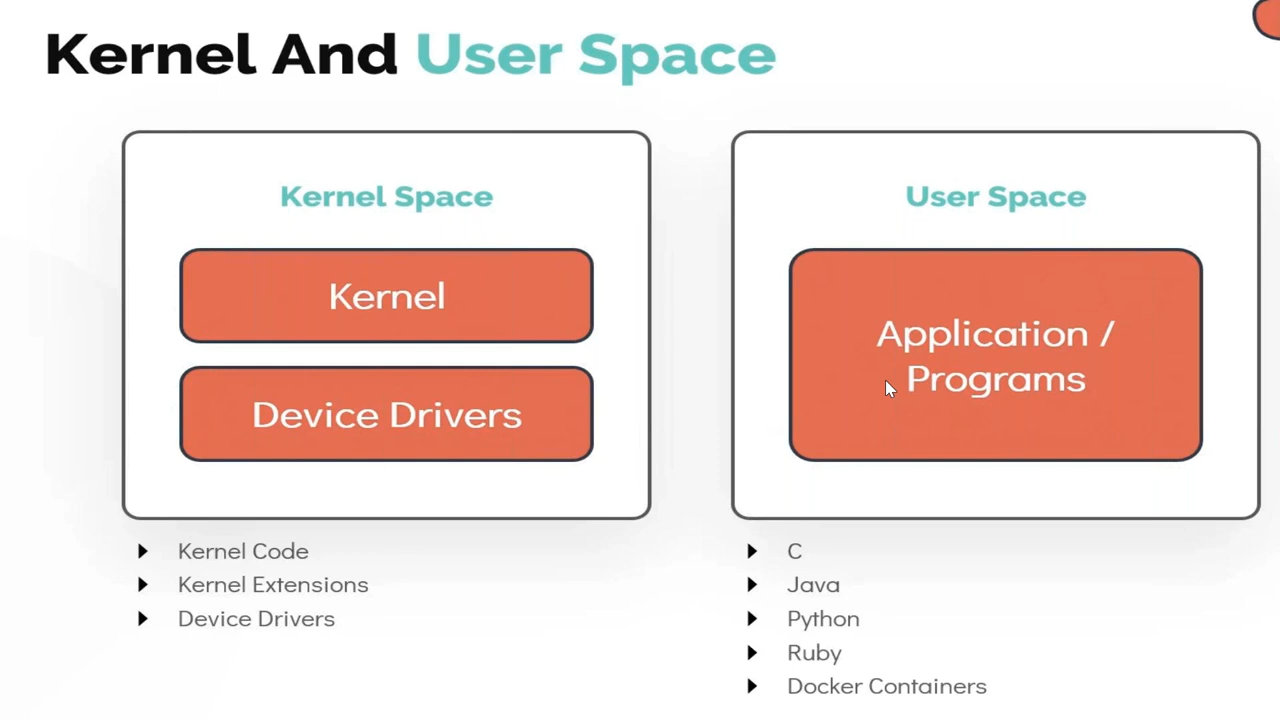 Kernel And User Space
Kernel Space
Kernel
Device Drivers
Kernel Code
Kernel Extensions
Device Drivers
User Space
Application /
Programs
C
Java
Python
Ruby
Docker Containers